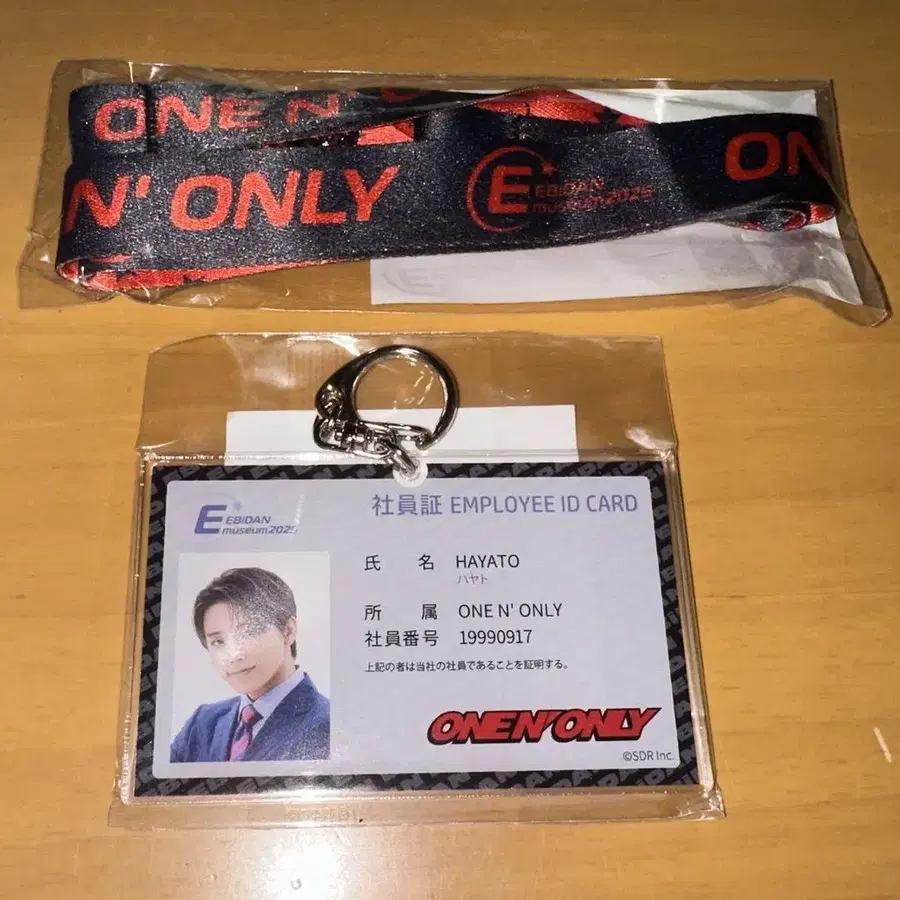 ONE N'
N' ONLY
E EBiDAN
museum2025
ON
E EBiDAN
museum2025
社員証 EMPLOYEE ID CARD
氏 名 HAYATO
ハヤト
所 属 ONE N' ONLY
社員番号 19990917
上記の者は当社の社員であることを証明する。
ONE N' ONLY
©SDR Inc.